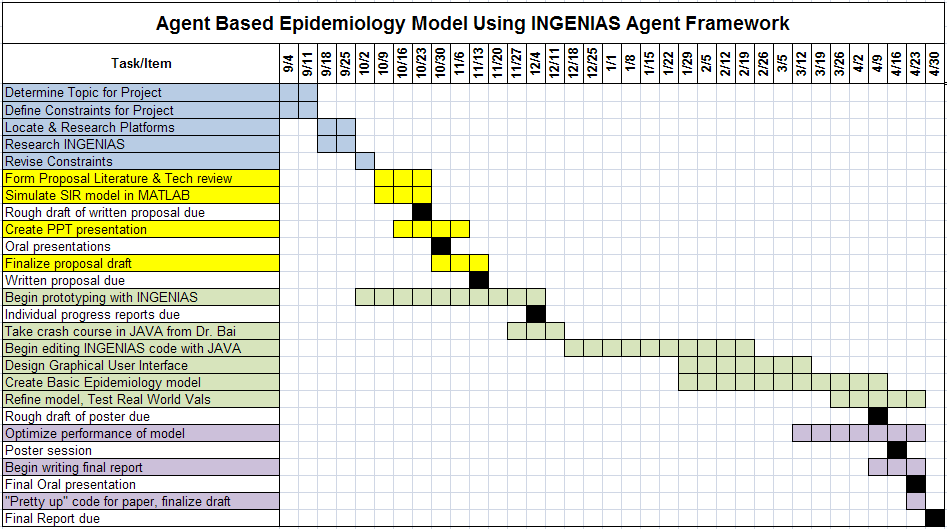 Agent Based Epidemiology Model Using INGENIAS Agent Framework
Task/Item 9/4 9/11 9/18 9/25 10/2 10/9 10/16 10/23 10/30 11/6 11/13 11/20 11/27 12/4 12/11 12/18 12/25 1/1 1/8 1/15 1/22 1/29 2/5 2/12 2/19 2/26 3/5 3/12 3/19 3/26 4/2 4/9 4/16 4/23 4/30
Determine Topic for Project
Define Constraints for Project
Locate & Research Platforms
Research INGENIAS
Revise Constraints
Form Proposal Literature & Tech review
Simulate SIR model in MATLAB
Rough draft of written proposal due
Create PPT presentation
Oral presentations
Finalize proposal draft
Written proposal due
Begin prototyping with INGENIAS
Individual progress reports due
Take crash course in JAVA from Dr. Bai
Begin editing INGENIAS code with JAVA
Design Graphical User Interface
Create Basic Epidemiology model
Refine model, Test Real World Vals
Rough draft of poster due
Optimize performance of model
Poster session
Begin writing final report
Final Oral presentation
"Pretty up" code for paper, finalize draft
Final Report due